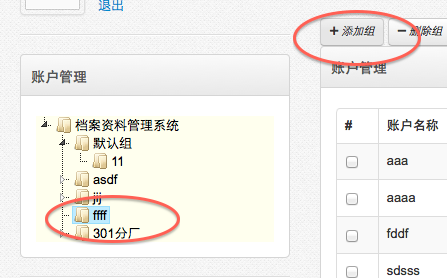 退出
+ 添加组
− 删除组
账户管理
档案资料管理系统
默认组
11
asdf
jjj
ffff
301分厂
账户管理
# 账户名称
aaa
aaaa
fddf
sdsss